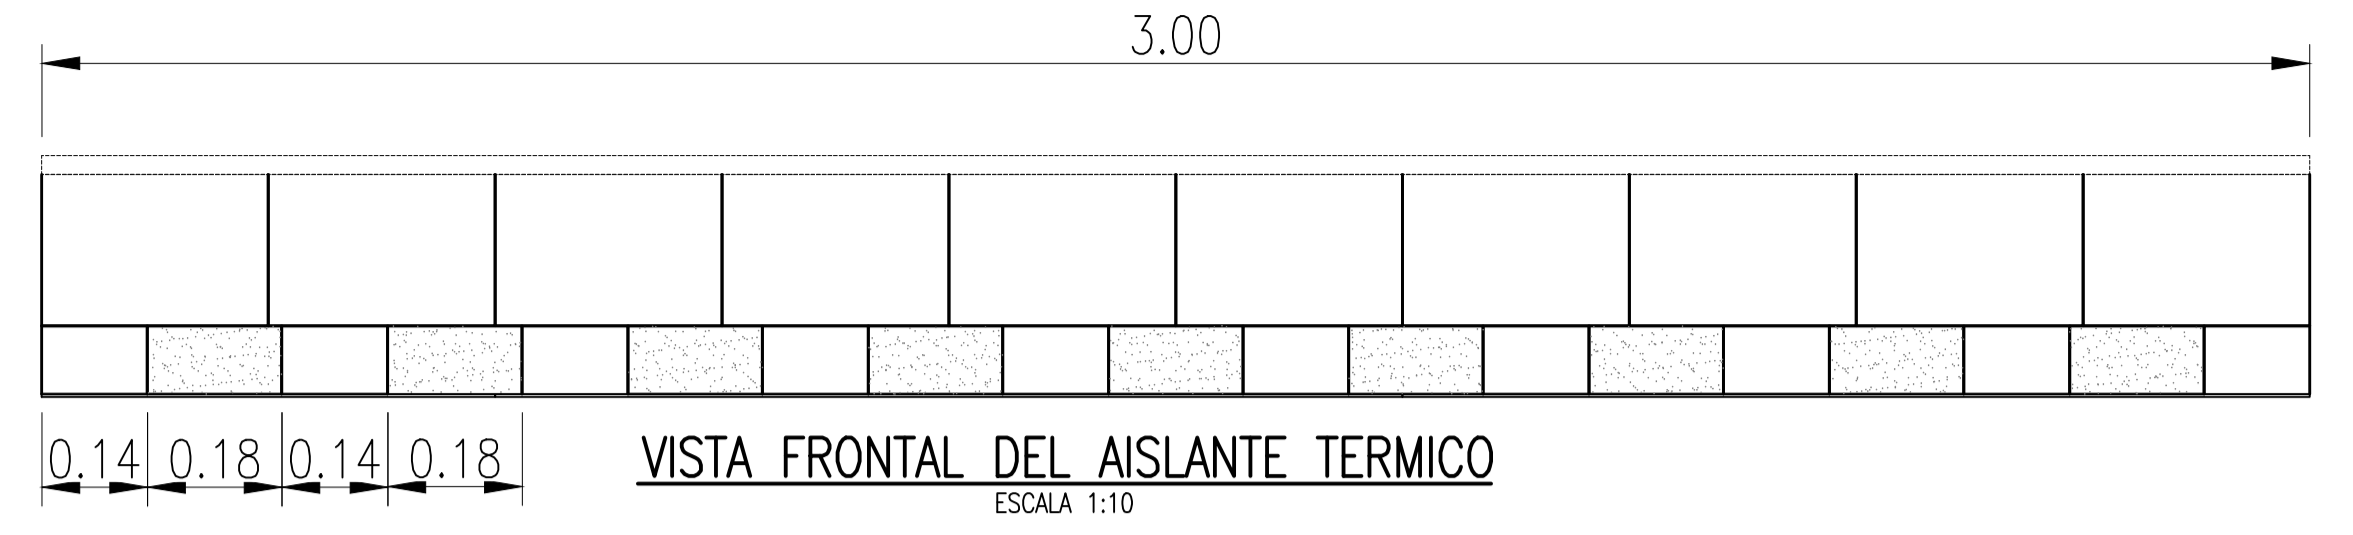 3.00
0.14 0.18 0.14 0.18
VISTA FRONTAL DEL AISLANTE TERMICO
ESCALA 1:10